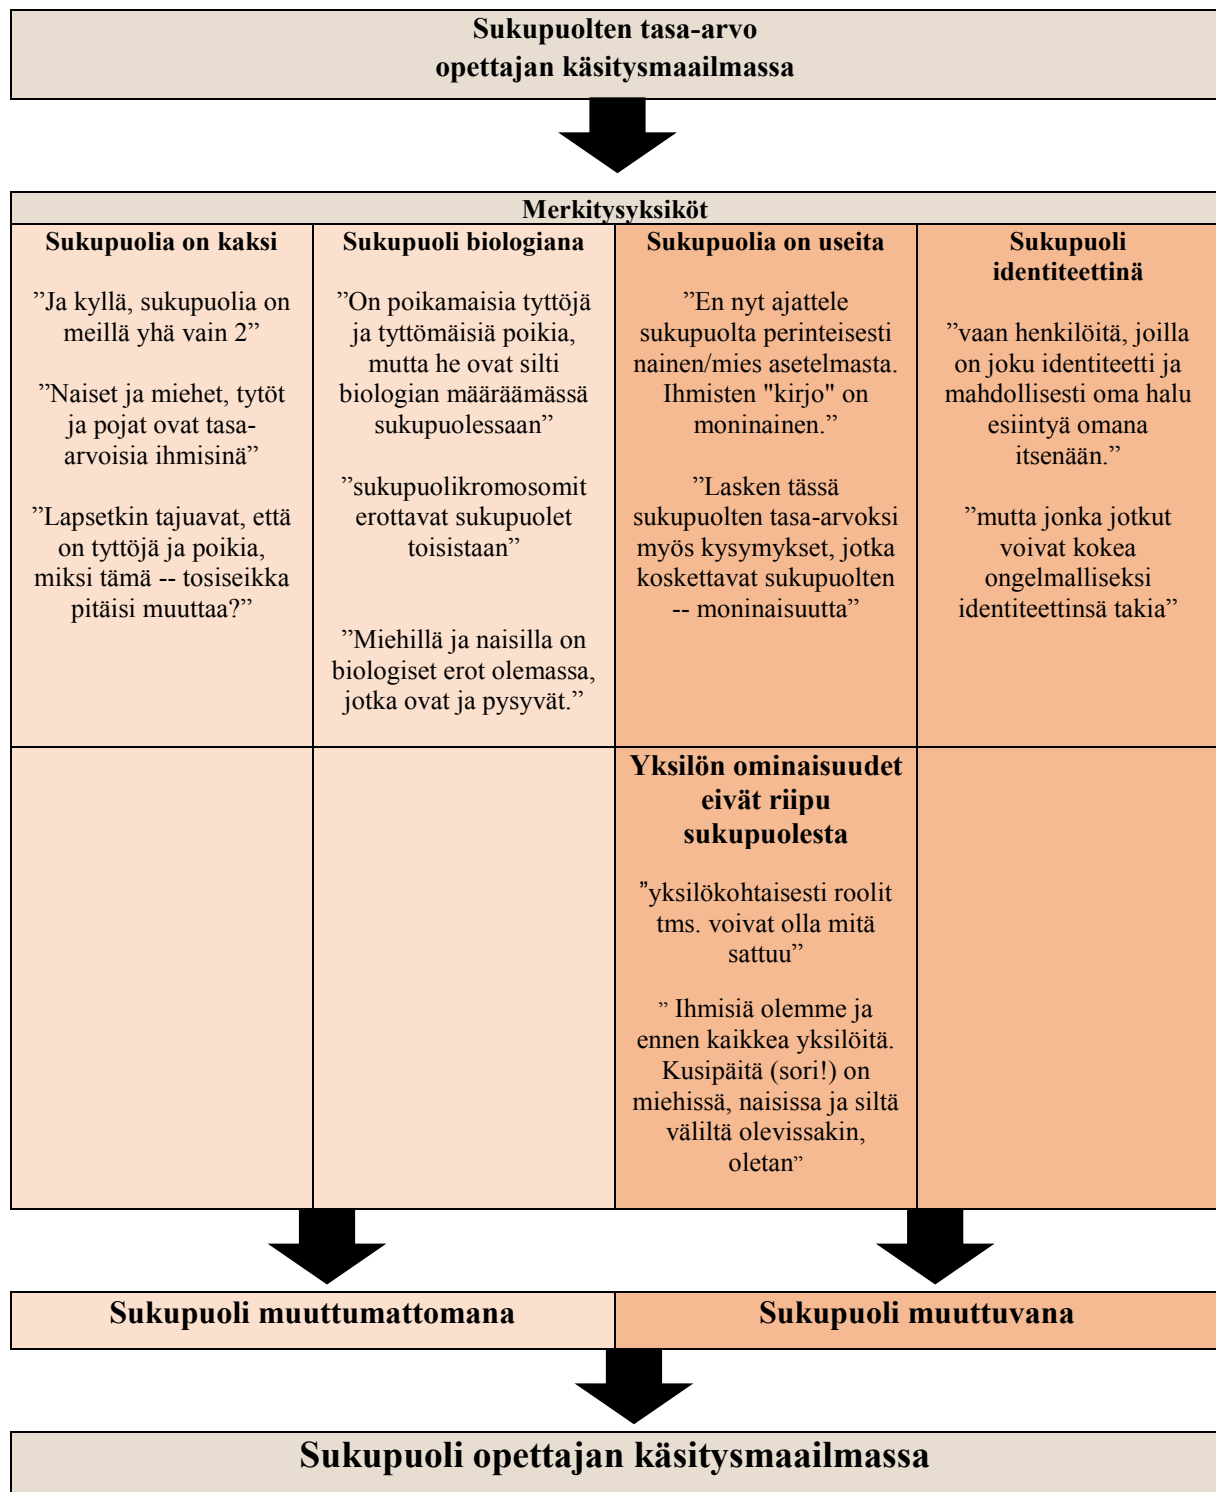 Sukupuolten tasa-arvo
opettajan käsitysmaailmassa
Merkitysyksiköt
Sukupuolia on kaksi
”Ja kyllä, sukupuolia on
meillä yhä vain 2”
”Naiset ja miehet, tytöt
ja pojat ovat tasa-
arvoisia ihmisinä”
”Lapsetkin tajuavat, että
on tyttöjä ja poikia,
miksi tämä -- tosiseikka
pitäisi muuttaa?”
Sukupuoli biologiana
”On poikamaisia tyttöjä
ja tyttömäisiä poikia,
mutta he ovat silti
biologian määräämässä
sukupuolessaan”
”sukupuolikromosomit
erottavat sukupuolet
toisistaan”
”Miehillä ja naisilla on
biologiset erot olemassa,
jotka ovat ja pysyvät.”
Sukupuolia on useita
”En nyt ajattele
sukupuolta perinteisesti
nainen/mies asetelmasta.
Ihmisten "kirjo" on
moninainen.”
”Lasken tässä
sukupuolten tasa-arvoksi
myös kysymykset, jotka
koskettavat sukupuolten
-- moninaisuutta”
Sukupuoli
identiteettinä
”vaan henkilöitä, joilla
on joku identiteetti ja
mahdollisesti oma halu
esiintyä omana
itsenään.”
”mutta jonka jotkut
voivat kokea
ongelmalliseksi
identiteettinsä takia”
Yksilön ominaisuudet
eivät riipu
sukupuolesta
”yksilökohtaisesti roolit
tms. voivat olla mitä
sattuu”
” Ihmisiä olemme ja
ennen kaikkea yksilöitä.
Kusipäitä (sori!) on
miehissä, naisissa ja siltä
väliltä olevissakin,
oletan”
Sukupuoli muuttumattomana
Sukupuoli muuttuvana
Sukupuoli opettajan käsitysmaailmassa